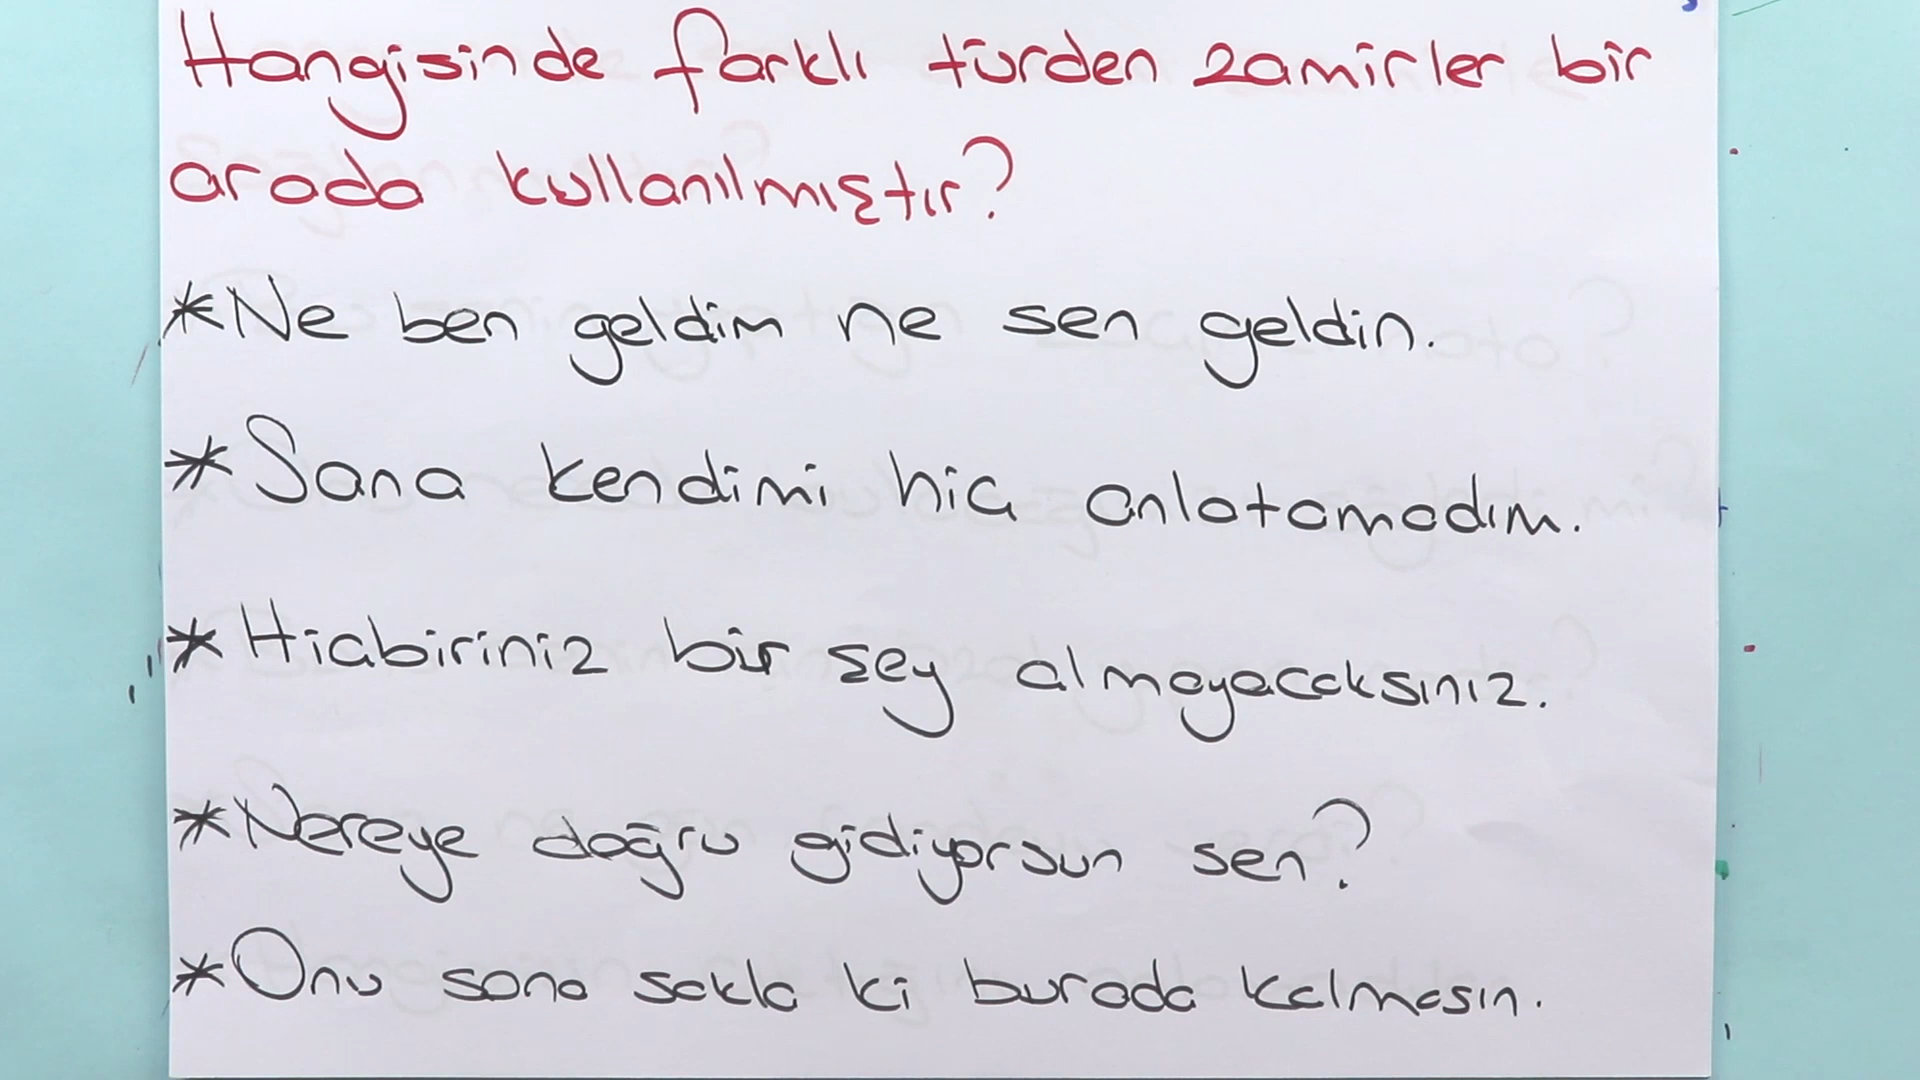 Hangisinde farklı türden zamirler bir
arada kullanılmıştır?
*Ne ben geldim ne sen geldin.
*Sana kendimi hiç anlatamadım.
*Hiçbiriniz bir şey almayacaksınız.
*Nereye doğru gidiyorsun sen?
*Onu sana sakla ki burada kalmasın.